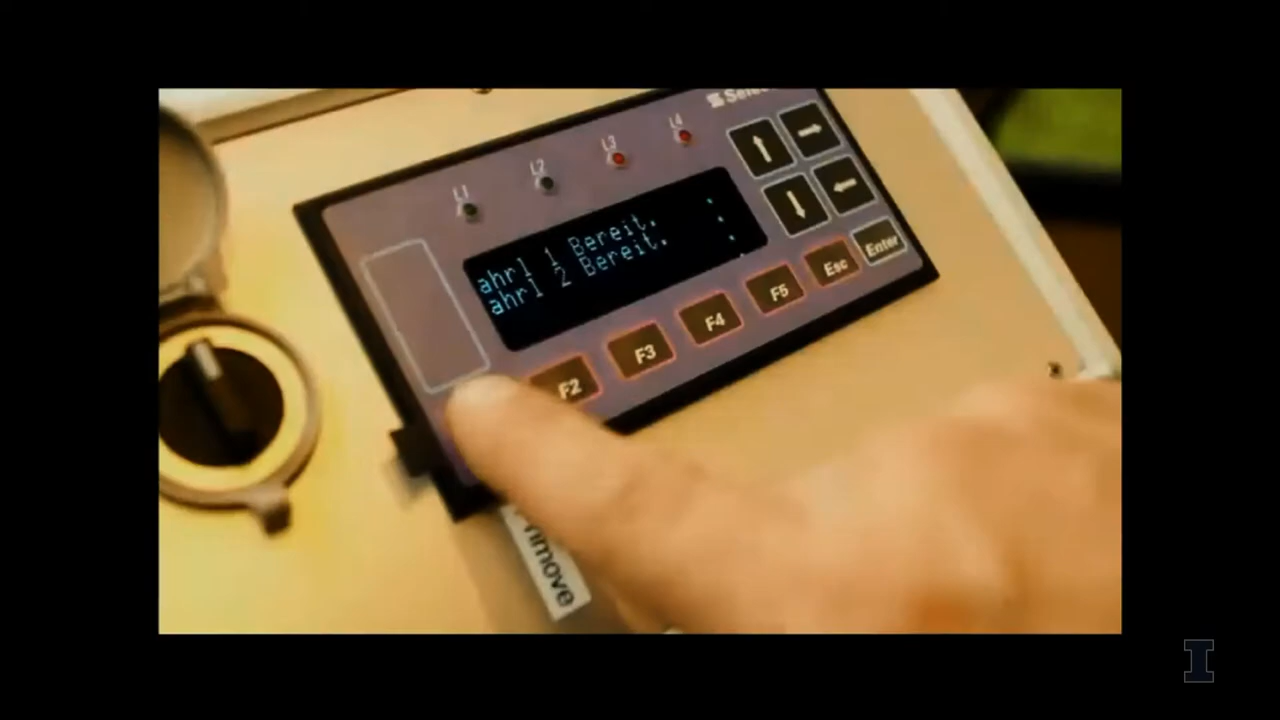 L1 L2 L3 L4
ahrl 1 Bereit.
ahrl 2 Bereit.
F2 F3 F4 F5 Esc Enter
I